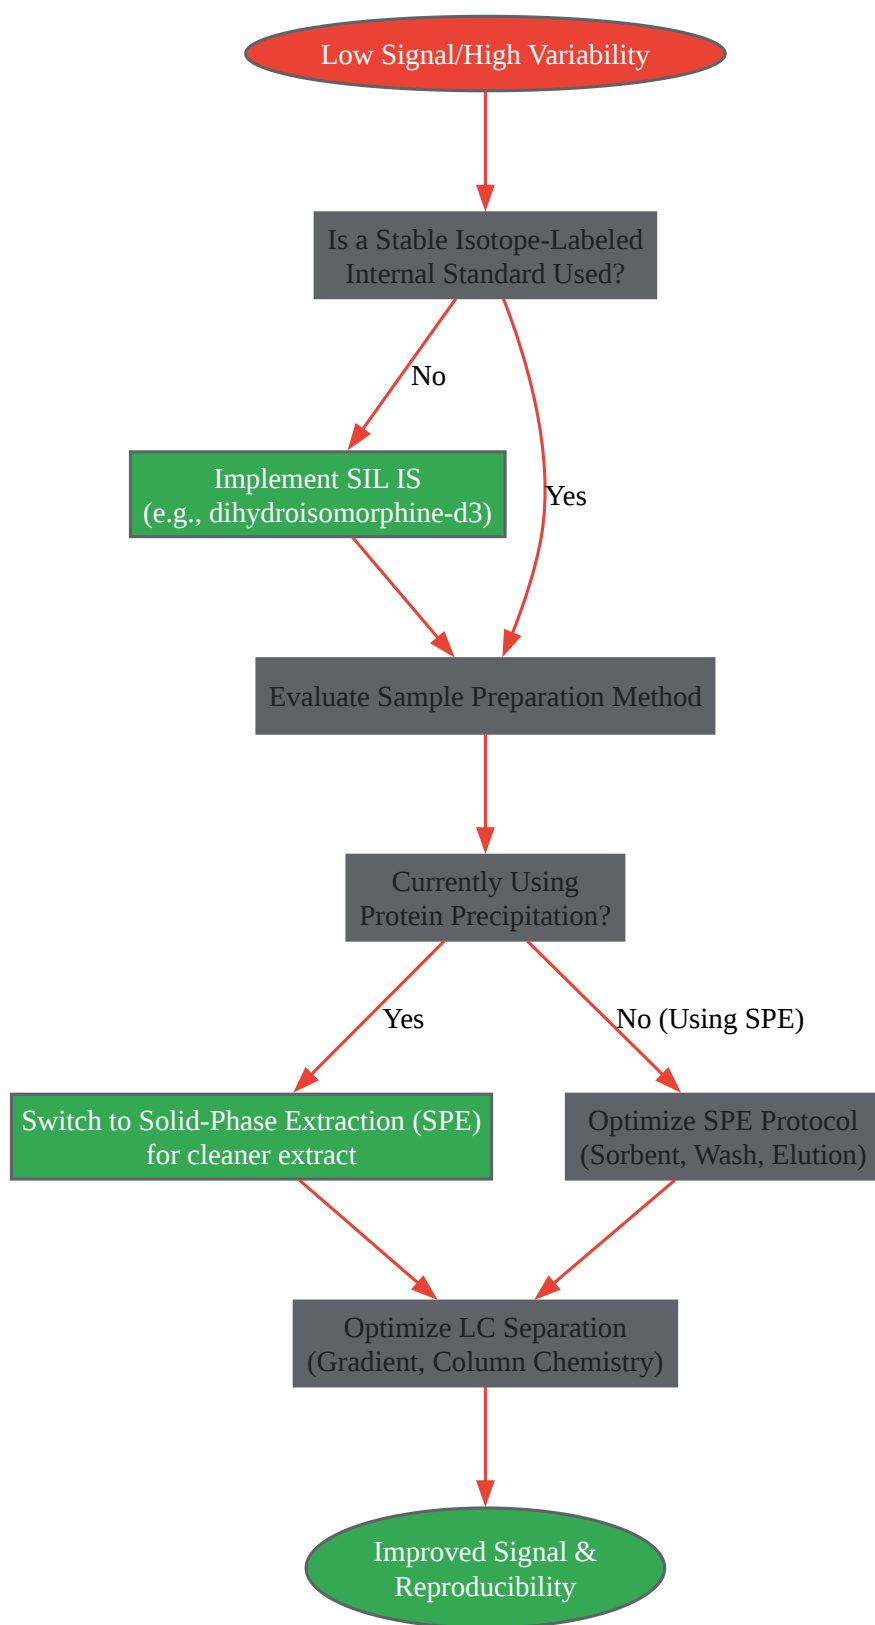 Low Signal/High Variability
Is a Stable Isotope-Labeled
Internal Standard Used?
No
Implement SIL IS
(e.g., dihydroisomorphine-d3)
Yes
Evaluate Sample Preparation Method
Currently Using
Protein Precipitation?
Yes
No (Using SPE)
Switch to Solid-Phase Extraction (SPE)
for cleaner extract
Optimize SPE Protocol
(Sorbent, Wash, Elution)
Optimize LC Separation
(Gradient, Column Chemistry)
Improved Signal &
Reproducibility